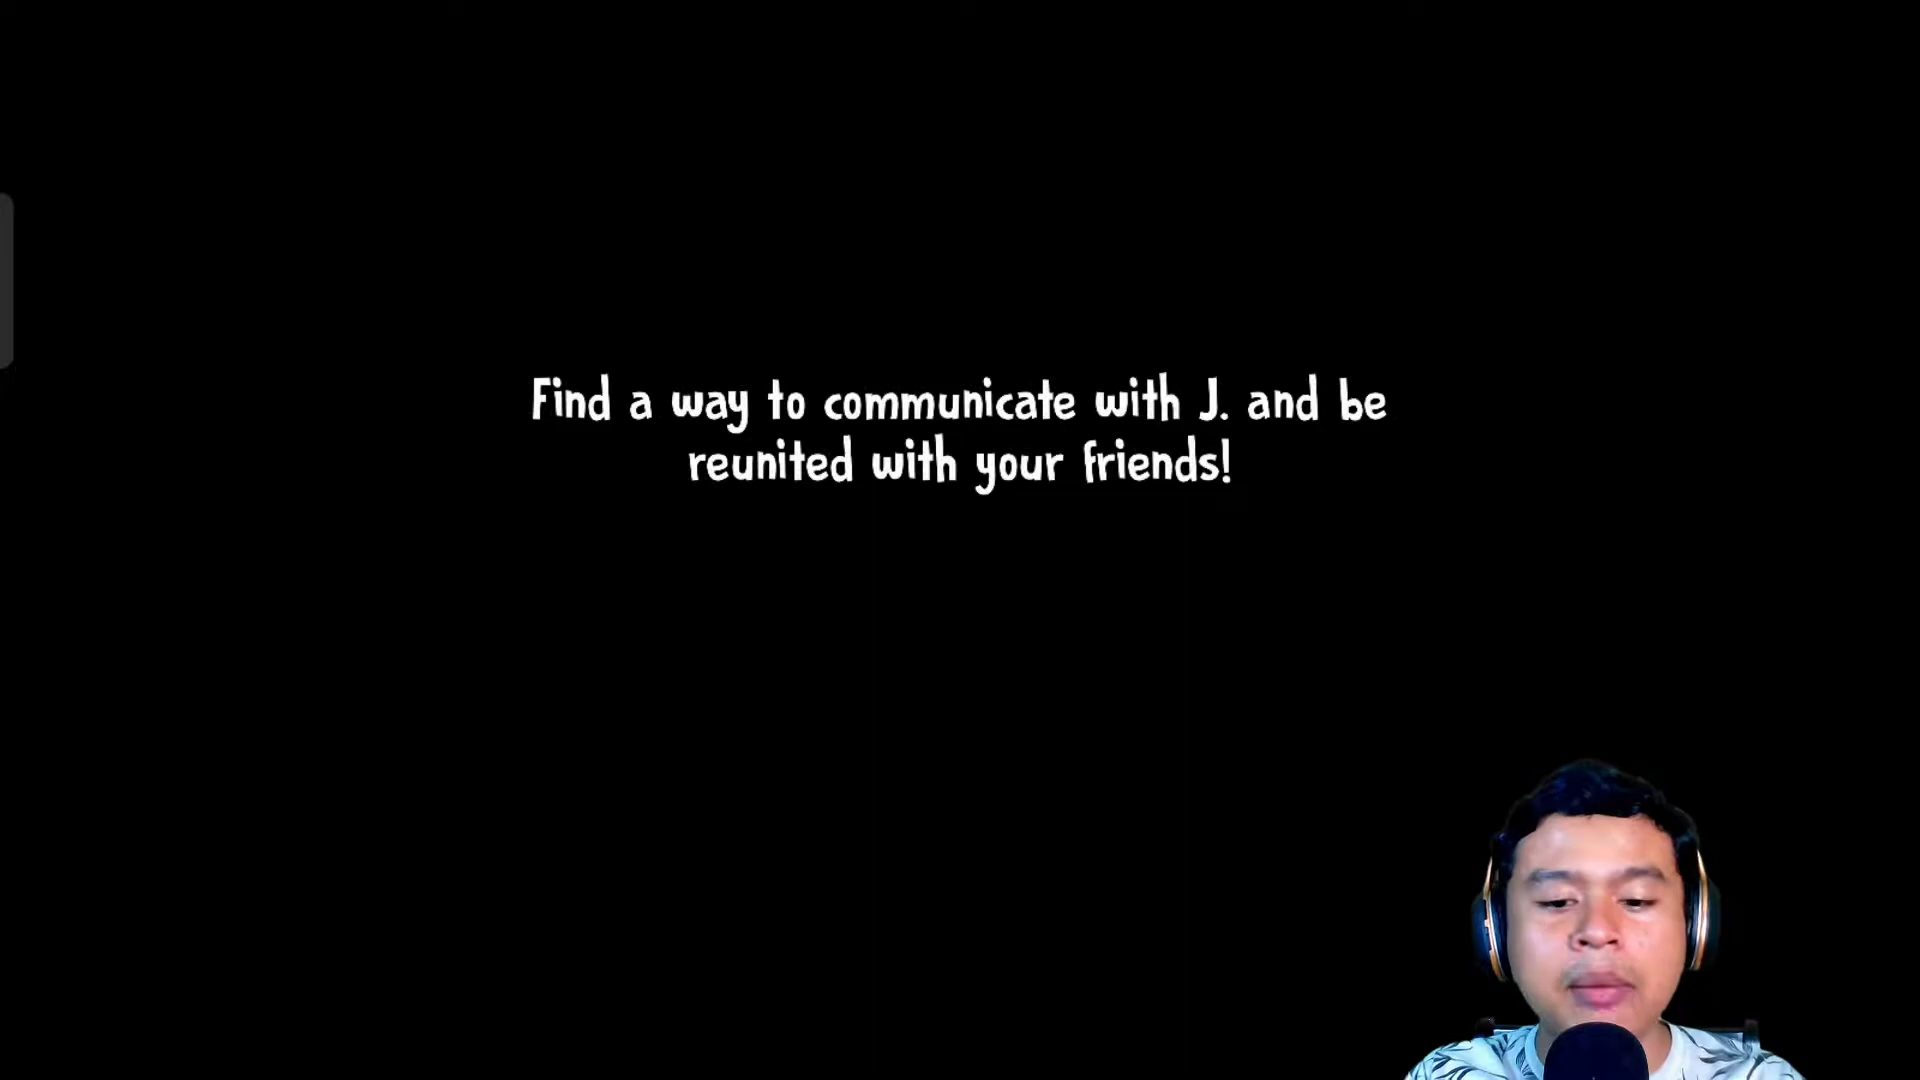 Find a way to communicate with J. and be
reunited with your friends!